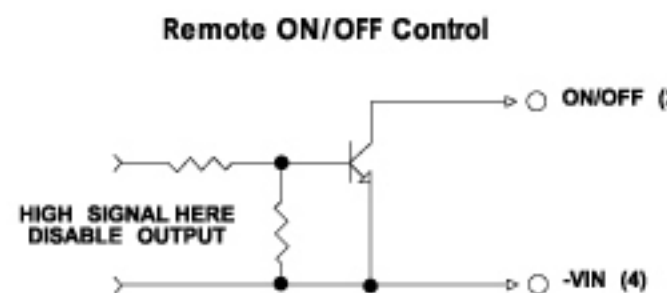 Remote ON/OFF Control
ON/OFF
HIGH SIGNAL HERE
DISABLE OUTPUT
-VIN (4)